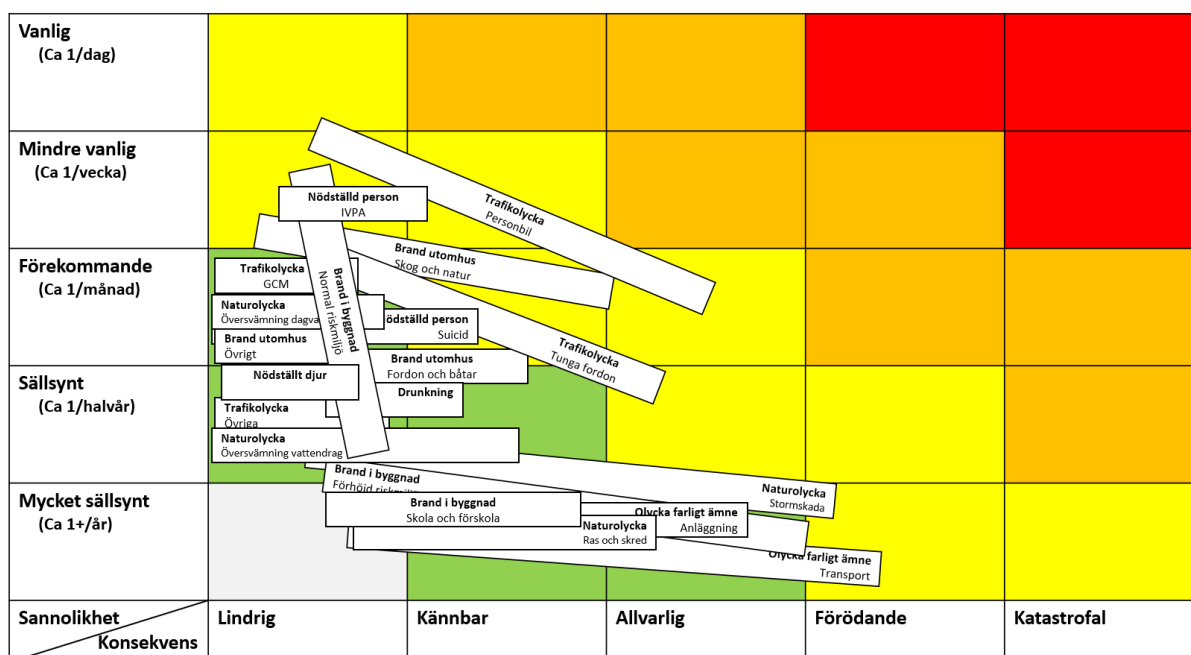 Vanlig
(Ca 1/dag)
Mindre vanlig
(Ca 1/vecka)
Trafikolycka
Personbil
Nödställd person
IVPA
Brand utomhus
Skog och natur
Förekommande
(Ca 1/månad)
Trafikolycka
GCM
Brand i byggnad
Normal riskmiljö
Naturolycka
Översvämning dagva
Nödställd person
Suicid
Brand utomhus
Övrigt
Trafikolycka
Tunga fordon
Brand utomhus
Fordon och båtar
Sällsynt
(Ca 1/halvår)
Nödställt djur
Drunkning
Trafikolycka
Övriga
Naturolycka
Översvämning vattendrag
Brand i byggnad
Förhöjd
Naturolycka
Stormskada
Mycket sällsynt
(Ca 1+/år)
Brand i byggnad
Skola och förskola
Olycka farligt ämne
Anläggning
Naturolycka
Ras och skred
Olycka farligt ämne
Transport
Sannolikhet
Konsekvens
Lindrig
Kännbar
Allvarlig
Förödande
Katastrofal